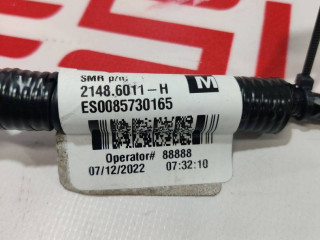 SMR p/n:
2148.6011-H
M
ES0085730165
Operator# 88888
07/12/2022 07:32:10